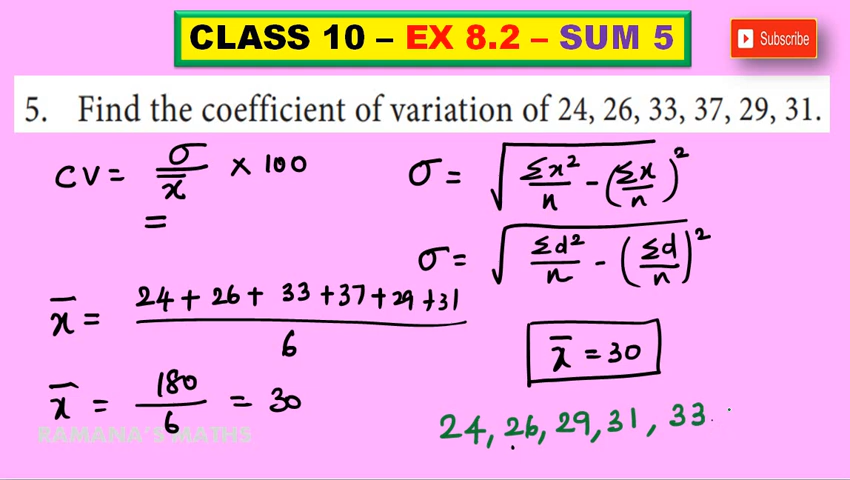 CLASS 10 – EX 8.2 – SUM 5
Subscribe
5. Find the coefficient of variation of 24, 26, 33, 37, 29, 31.
CV = σ/x̅ × 100
=
σ = √(Σx²/n - (Σx/n)²)
σ = √(Σd²/n - (Σd/n)²)
x̅ = (24 + 26 + 33 + 37 + 29 + 31)/6
x̅ = 30
x̅ = 180/6 = 30
24, 26, 29, 31, 33
RAMANA'S MATHS